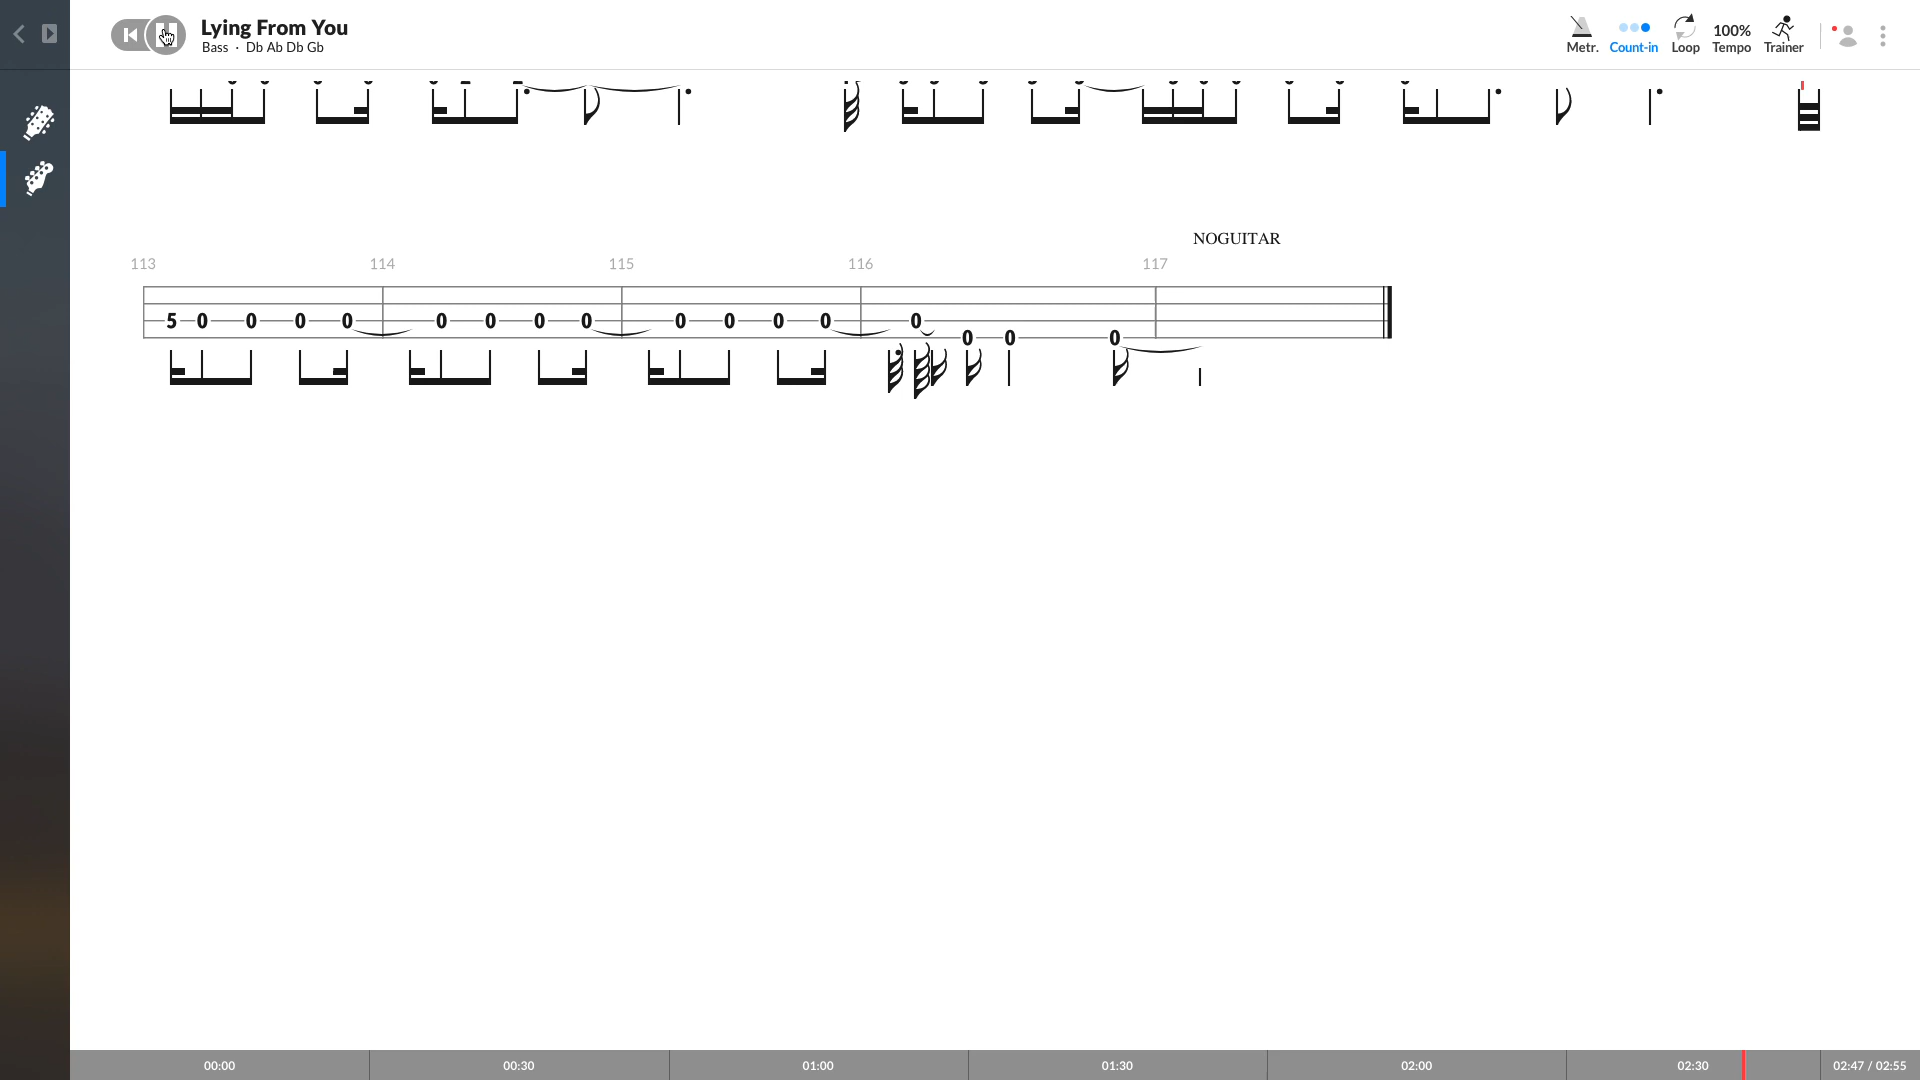 Lying From You
Bass · Db Ab Db Gb
Metr. Count-in Loop 100% Tempo Trainer
NOGUITAR
113 114 115 116 117
5 0 0 0 0 0 0 0 0 0 0 0 0 0
0 0 0
00:00 00:30 01:00 01:30 02:00 02:30 02:47 / 02:55